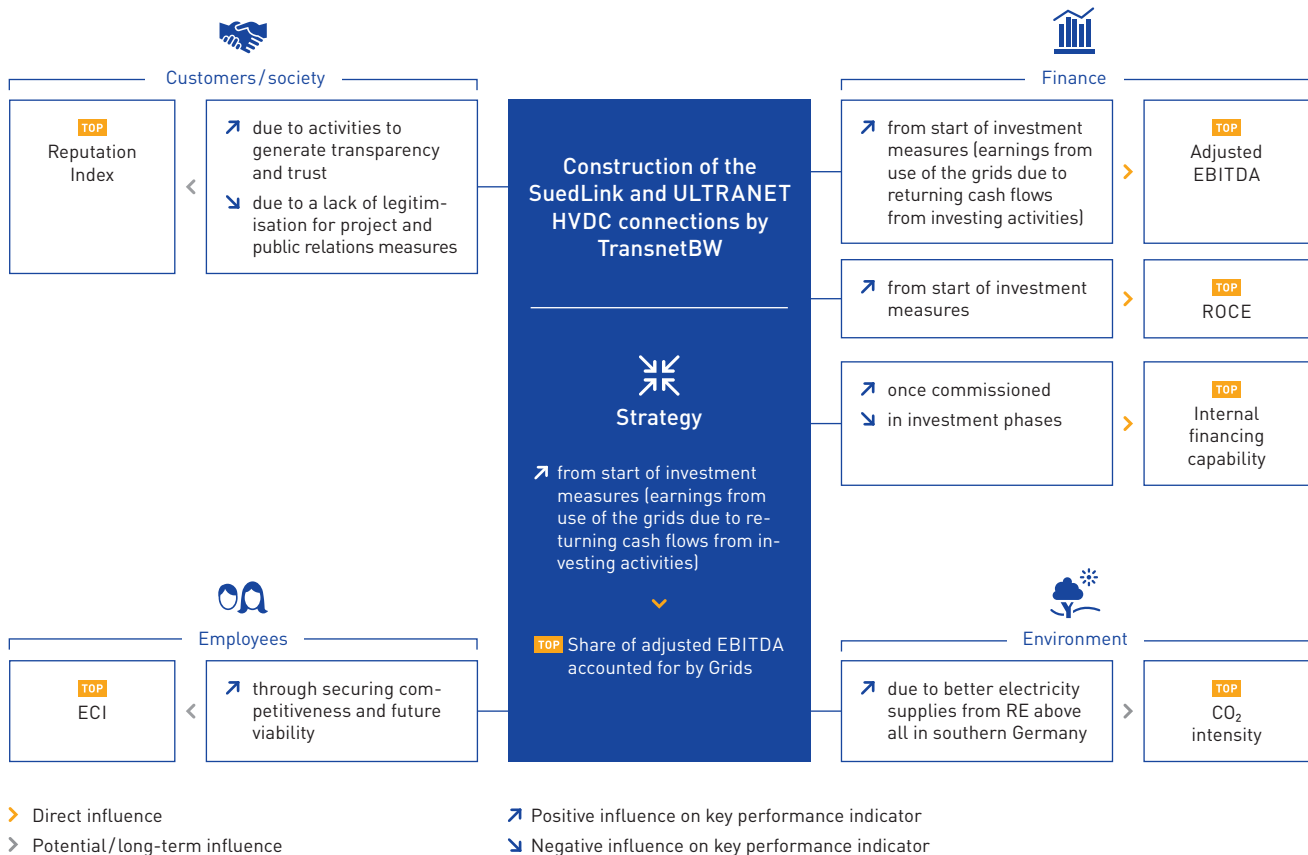 Customers/society
TOP
Reputation
Index
due to activities to
generate transparency
and trust
due to a lack of legitim-
isation for project and
public relations measures
Construction of the
SuedLink and ULTRANET
HVDC connections by
TransnetBW
Strategy
from start of investment
measures (earnings from
use of the grids due to re-
turning cash flows from in-
vesting activities)
TOP Share of adjusted EBITDA
accounted for by Grids
Finance
from start of investment
measures (earnings from
use of the grids due to
returning cash flows
from investing activities)
TOP
Adjusted
EBITDA
from start of investment
measures
TOP
ROCE
once commissioned
in investment phases
TOP
Internal
financing
capability
Employees
TOP
ECI
through securing com-
petitiveness and future
viability
Environment
due to better electricity
supplies from RE above
all in southern Germany
TOP
CO₂
intensity
Direct influence
Potential/long-term influence
Positive influence on key performance indicator
Negative influence on key performance indicator